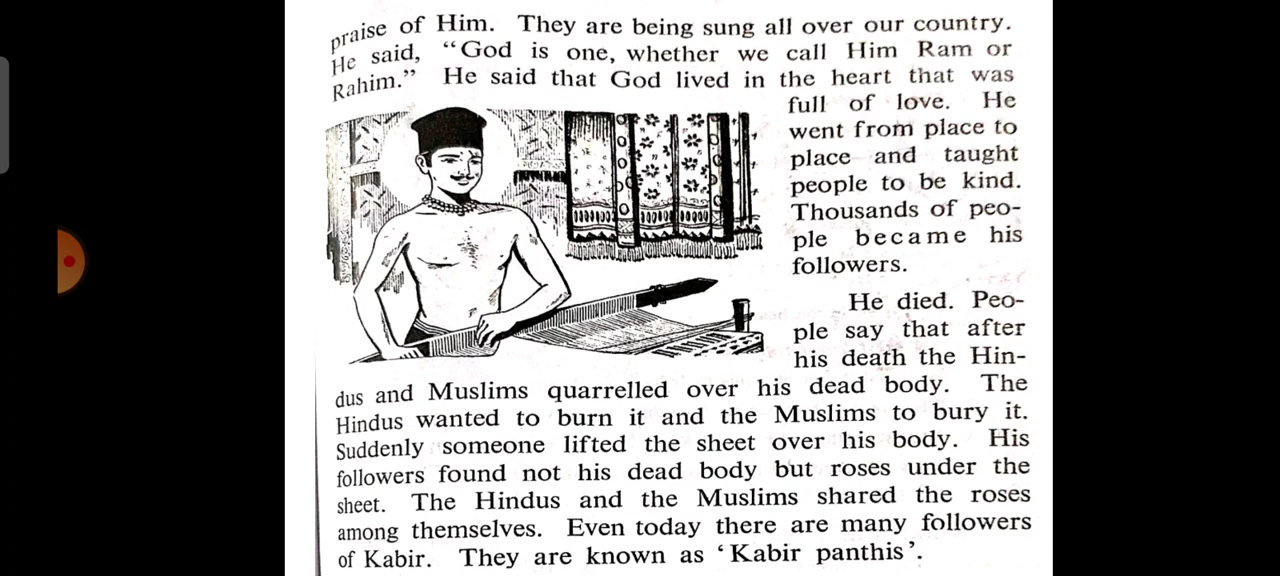 praise of Him. They are being sung all over our country.
He said, “God is one, whether we call Him Ram or
Rahim.” He said that God lived in the heart that was
full of love. He
went from place to
place and taught
people to be kind.
Thousands of peo-
ple became his
followers.
He died. Peo-
ple say that after
his death the Hin-
dus and Muslims quarrelled over his dead body. The
Hindus wanted to burn it and the Muslims to bury it.
Suddenly someone lifted the sheet over his body. His
followers found not his dead body but roses under the
sheet. The Hindus and the Muslims shared the roses
among themselves. Even today there are many followers
of Kabir. They are known as ‘Kabir panthis’.